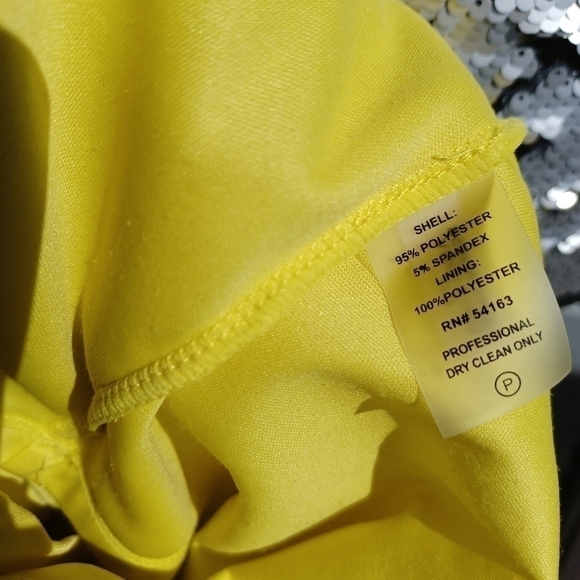 SHELL:
95% POLYESTER
5% SPANDEX
LINING:
100%POLYESTER
RN# 54163
PROFESSIONAL
DRY CLEAN ONLY
P